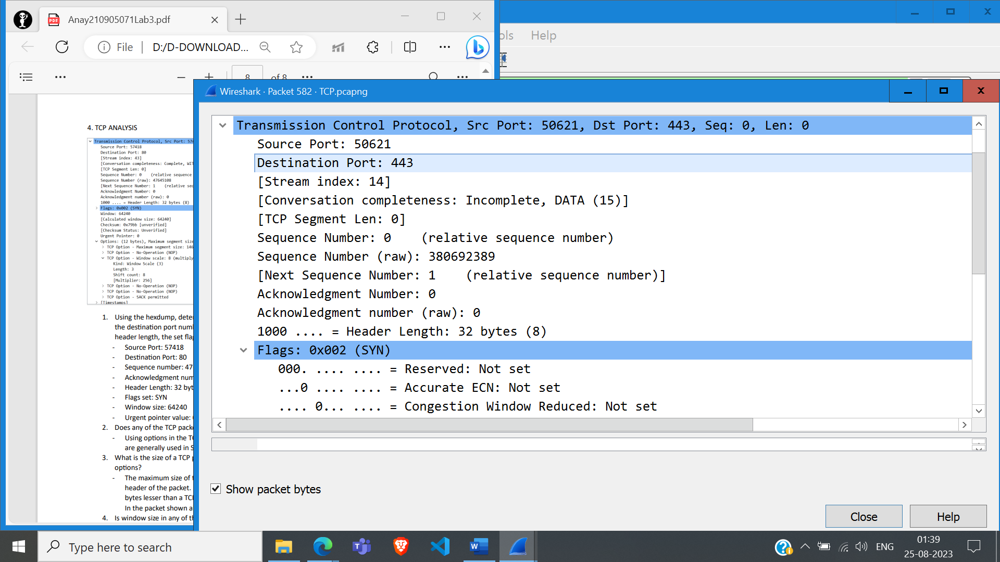 Anay210905071Lab3.pdf
File
D:/D-DOWNLOAD...
ols Help
8 of 8
4. TCP ANALYSIS
Transmission Control Protocol, Src Port: 574
Source Port: 57418
Destination Port: 80
[Stream index: 43]
[Conversation completeness: Complete, WIT
[TCP Segment Len: 0]
Sequence Number: 0 (relative sequence
Sequence Number (raw): 47645108
[Next Sequence Number: 1 (relative seq
Acknowledgment Number: 0
Acknowledgment number (raw): 0
1000 .... = Header Length: 32 bytes (8)
Flags: 0x002 (SYN)
Window: 64240
[Calculated window size: 64240]
Checksum: 0x79bb [unverified]
[Checksum Status: Unverified]
Urgent Pointer: 0
Options: (12 bytes), Maximum segment size
TCP Option - Maximum segment size: 146
TCP Option - No-Operation (NOP)
TCP Option - Window scale: 8 (multiply
Kind: Window Scale (3)
Length: 3
Shift count: 8
[Multiplier: 256]
TCP Option - No-Operation (NOP)
TCP Option - No-Operation (NOP)
TCP Option - SACK permitted
[Timestamps]
1. Using the hexdump, deter
the destination port numb
header length, the set flag
- Source Port: 57418
- Destination Port: 80
- Sequence number: 47
- Acknowledgment num
- Header Length: 32 byt
- Flags set: SYN
- Window size: 64240
- Urgent pointer value:
2. Does any of the TCP pack
- Using options in the TC
are generally used in S
3. What is the size of a TCP p
options?
- The maximum size of t
header of the packet.
bytes lesser than a TCP
In the packet shown a
4. Is window size in any of th
Wireshark · Packet 582 · TCP.pcapng
Transmission Control Protocol, Src Port: 50621, Dst Port: 443, Seq: 0, Len: 0
Source Port: 50621
Destination Port: 443
[Stream index: 14]
[Conversation completeness: Incomplete, DATA (15)]
[TCP Segment Len: 0]
Sequence Number: 0 (relative sequence number)
Sequence Number (raw): 380692389
[Next Sequence Number: 1 (relative sequence number)]
Acknowledgment Number: 0
Acknowledgment number (raw): 0
1000 .... = Header Length: 32 bytes (8)
Flags: 0x002 (SYN)
000. .... .... = Reserved: Not set
...0 .... .... = Accurate ECN: Not set
.... 0... .... = Congestion Window Reduced: Not set
Show packet bytes
Close Help
Type here to search
ENG
01:39
25-08-2023